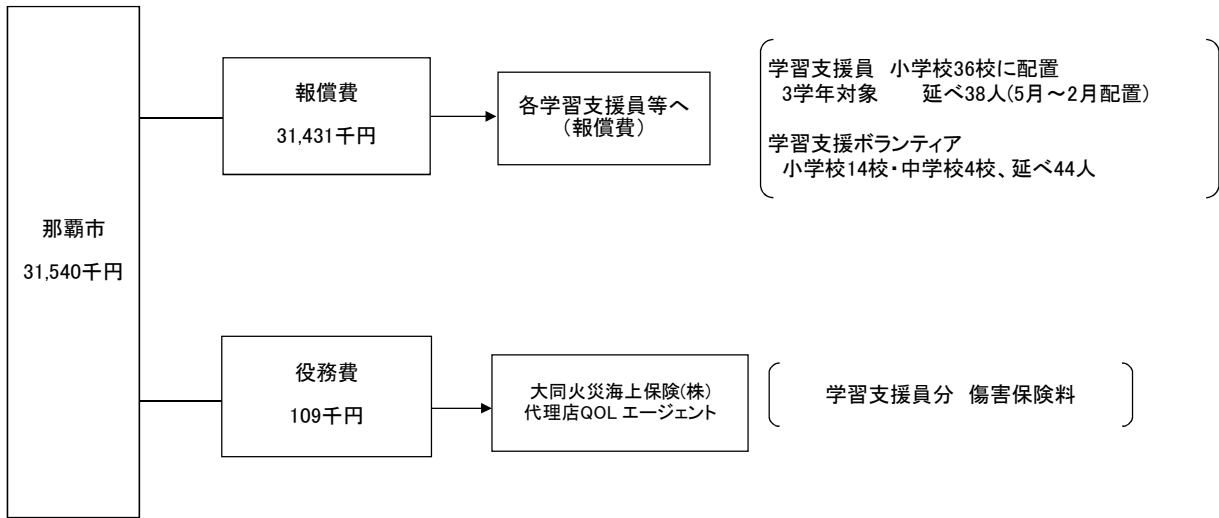 那覇市
31,540千円
報償費
31,431千円
各学習支援員等へ
(報償費)
学習支援員 小学校36校に配置
3学年対象 延べ38人(5月～2月配置)
学習支援ボランティア
小学校14校・中学校4校、延べ44人
役務費
109千円
大同火災海上保険(株)
代理店QOL エージェント
学習支援員分 傷害保険料